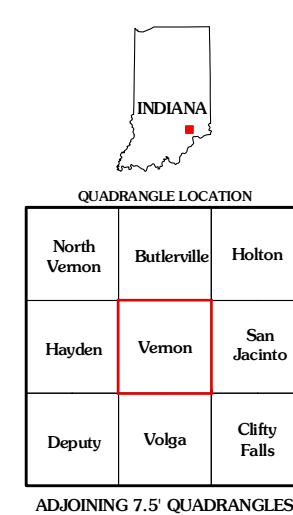 INDIANA
QUADRANGLE LOCATION
North
Vernon
Butlerville
Holton
Hayden
Vernon
San
Jacinto
Deputy
Volga
Clifty
Falls
ADJOINING 7.5' QUADRANGLES